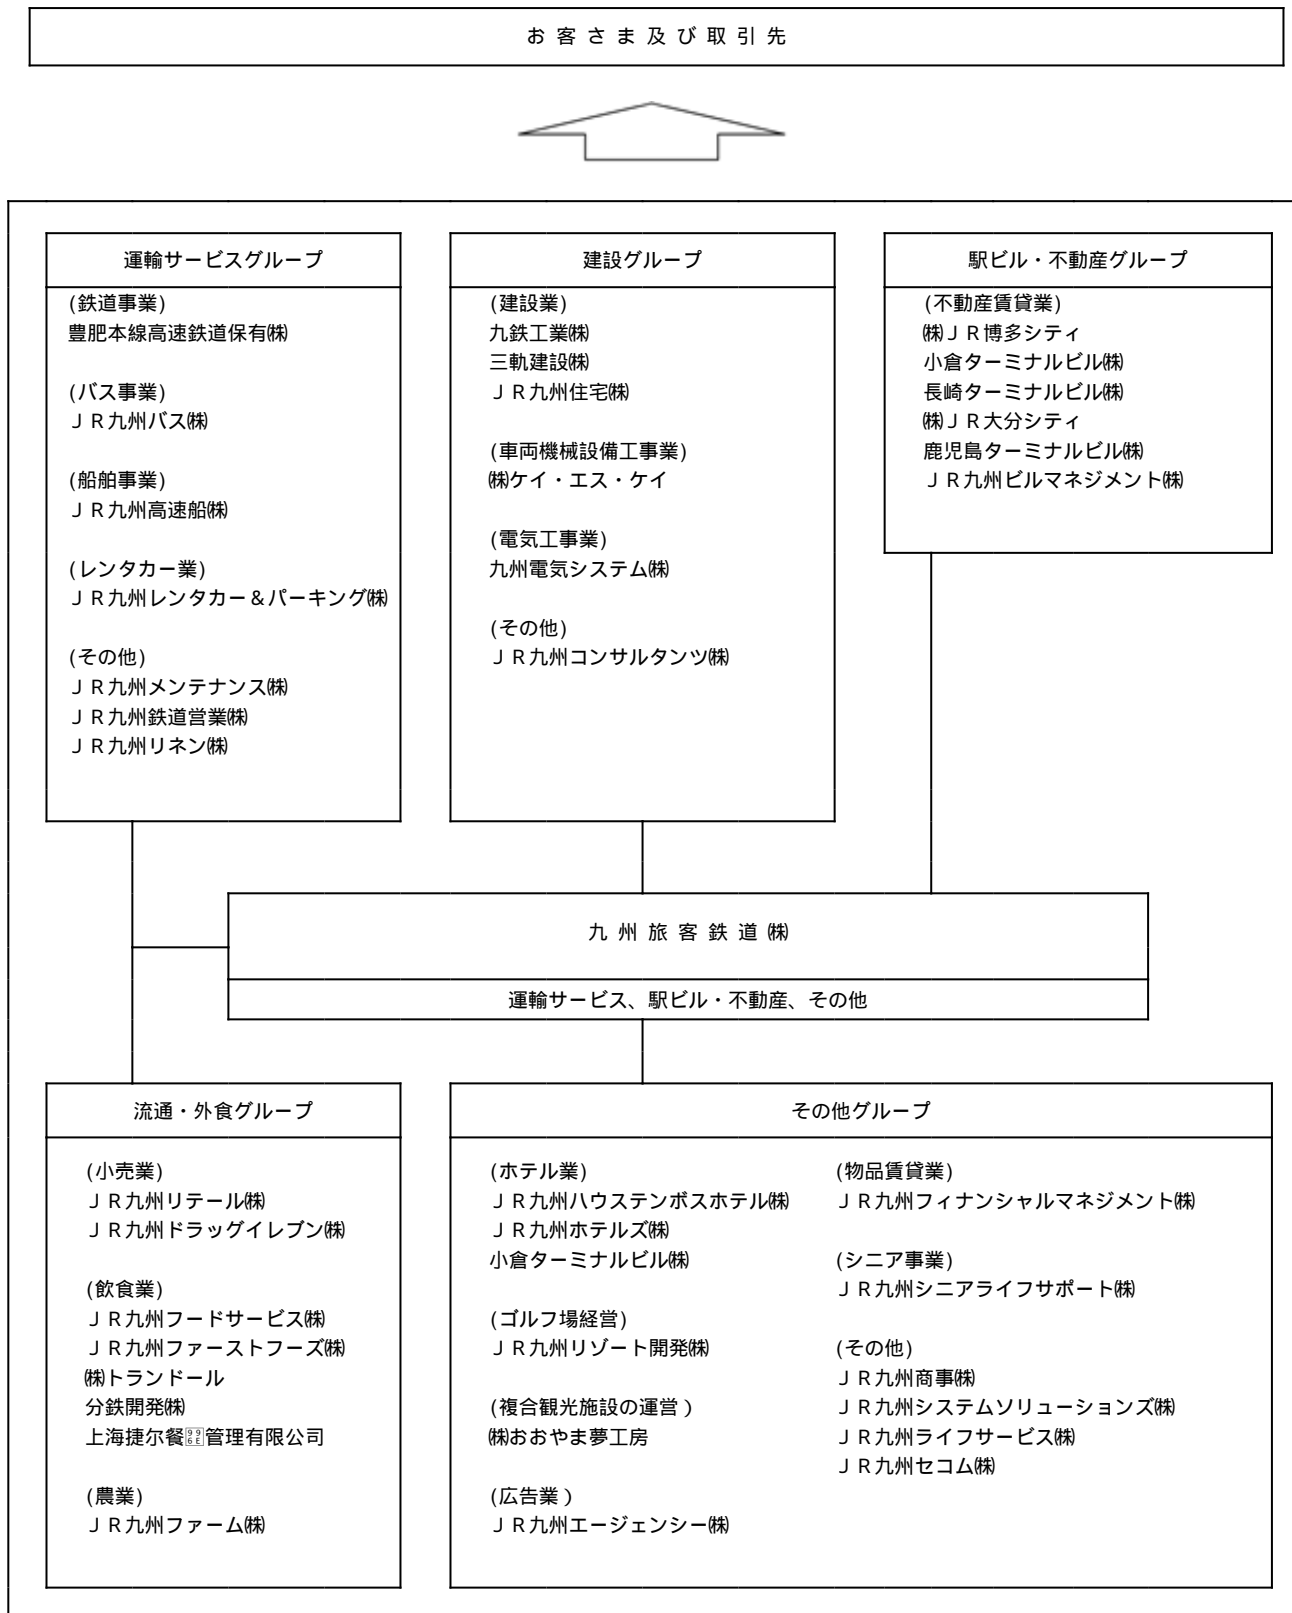 お客さま及び取引先
運輸サービスグループ
(鉄道事業)
豊肥本線高速鉄道保有㈱
(バス事業)
ＪＲ九州バス㈱
(船舶事業)
ＪＲ九州高速船㈱
(レンタカー業)
ＪＲ九州レンタカー＆パーキング㈱
(その他)
ＪＲ九州メンテナンス㈱
ＪＲ九州鉄道営業㈱
ＪＲ九州リネン㈱
建設グループ
(建設業)
九鉄工業㈱
三軌建設㈱
ＪＲ九州住宅㈱
(車両機械設備工事業)
㈱ケイ・エス・ケイ
(電気工事業)
九州電気システム㈱
(その他)
ＪＲ九州コンサルタンツ㈱
駅ビル・不動産グループ
(不動産賃貸業)
㈱ＪＲ博多シティ
小倉ターミナルビル㈱
長崎ターミナルビル㈱
㈱ＪＲ大分シティ
鹿児島ターミナルビル㈱
ＪＲ九州ビルマネジメント㈱
九州旅客鉄道㈱
運輸サービス、駅ビル・不動産、その他
流通・外食グループ
(小売業)
ＪＲ九州リテール㈱
ＪＲ九州ドラッグイレブン㈱
(飲食業)
ＪＲ九州フードサービス㈱
ＪＲ九州ファーストフーズ㈱
㈱トランドール
分鉄開発㈱
上海捷尔餐管理有限公司
(農業)
ＪＲ九州ファーム㈱
その他グループ
(ホテル業)
ＪＲ九州ハウステンボスホテル㈱
ＪＲ九州ホテルズ㈱
小倉ターミナルビル㈱
(ゴルフ場経営)
ＪＲ九州リゾート開発㈱
(複合観光施設の運営）
㈱おおやま夢工房
(広告業）
ＪＲ九州エージェンシー㈱
(物品賃貸業)
ＪＲ九州フィナンシャルマネジメント㈱
(シニア事業)
ＪＲ九州シニアライフサポート㈱
(その他)
ＪＲ九州商事㈱
ＪＲ九州システムソリューションズ㈱
ＪＲ九州ライフサービス㈱
ＪＲ九州セコム㈱